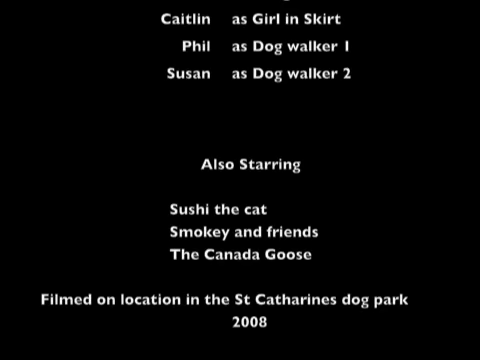 Caitlin as Girl in Skirt
Phil as Dog walker 1
Susan as Dog walker 2
Also Starring
Sushi the cat
Smokey and friends
The Canada Goose
Filmed on location in the St Catharines dog park
2008